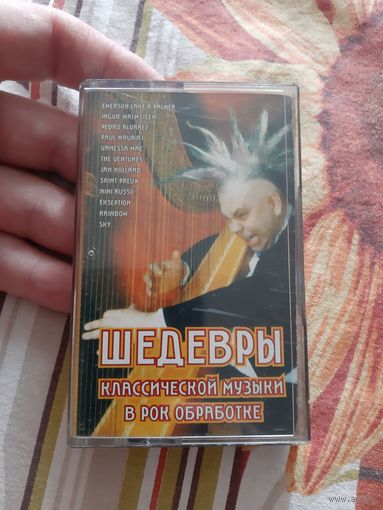 EMERSON LAKE & PALMER
INGVIE MALMSTEEN
PEDRO ALVAREZ
PAUL MAURIAT
VANESSA MAE
THE VENTURES
JAN HOLLAND
SAINT PREUX
NINI RUSSO
EKSEPTION
RAINBOW
SKY
ШЕДЕВРЫ
КЛАССИЧЕСКОЙ МУЗЫКИ
В РОК ОБРАБОТКЕ